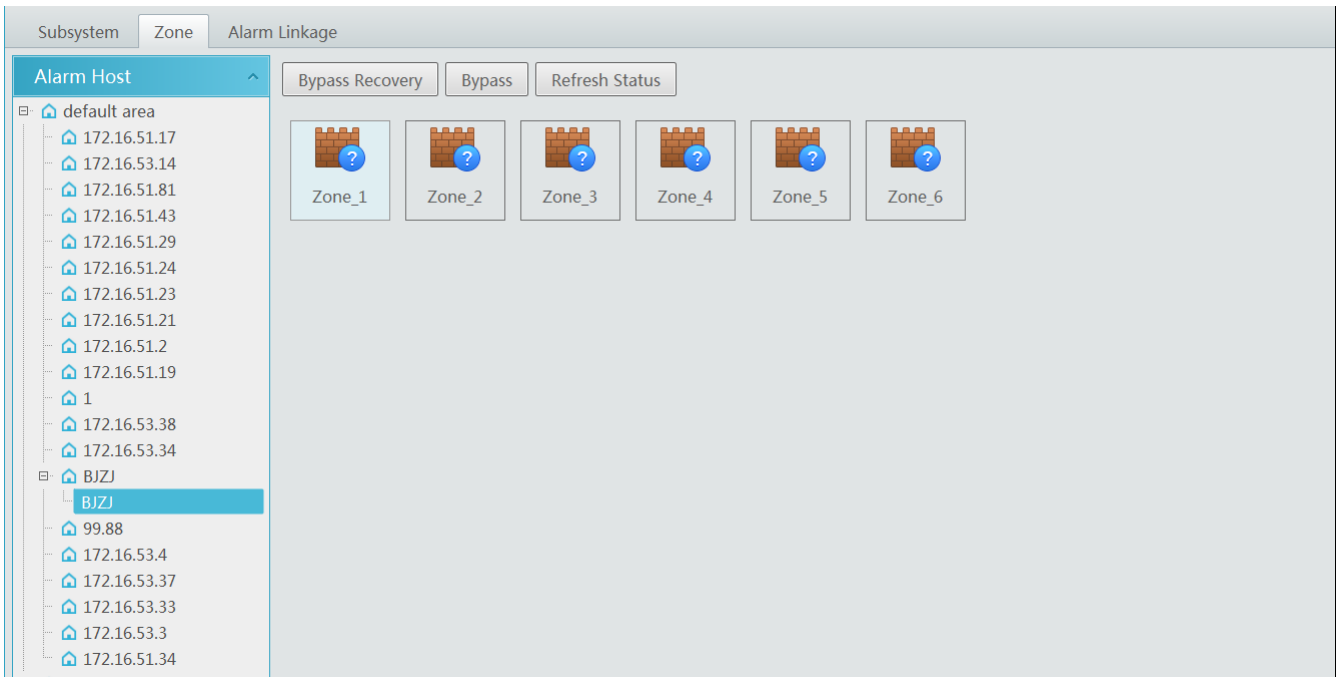 Subsystem Zone Alarm Linkage
Alarm Host
Bypass Recovery Bypass Refresh Status
default area
172.16.51.17
172.16.53.14
172.16.51.81
172.16.51.43
172.16.51.29
172.16.51.24
172.16.51.23
172.16.51.21
172.16.51.2
172.16.51.19
1
172.16.53.38
172.16.53.34
BJZJ
BJZJ
99.88
172.16.53.4
172.16.53.37
172.16.53.33
172.16.53.3
172.16.51.34
? ? ? ? ? ?
Zone_1 Zone_2 Zone_3 Zone_4 Zone_5 Zone_6